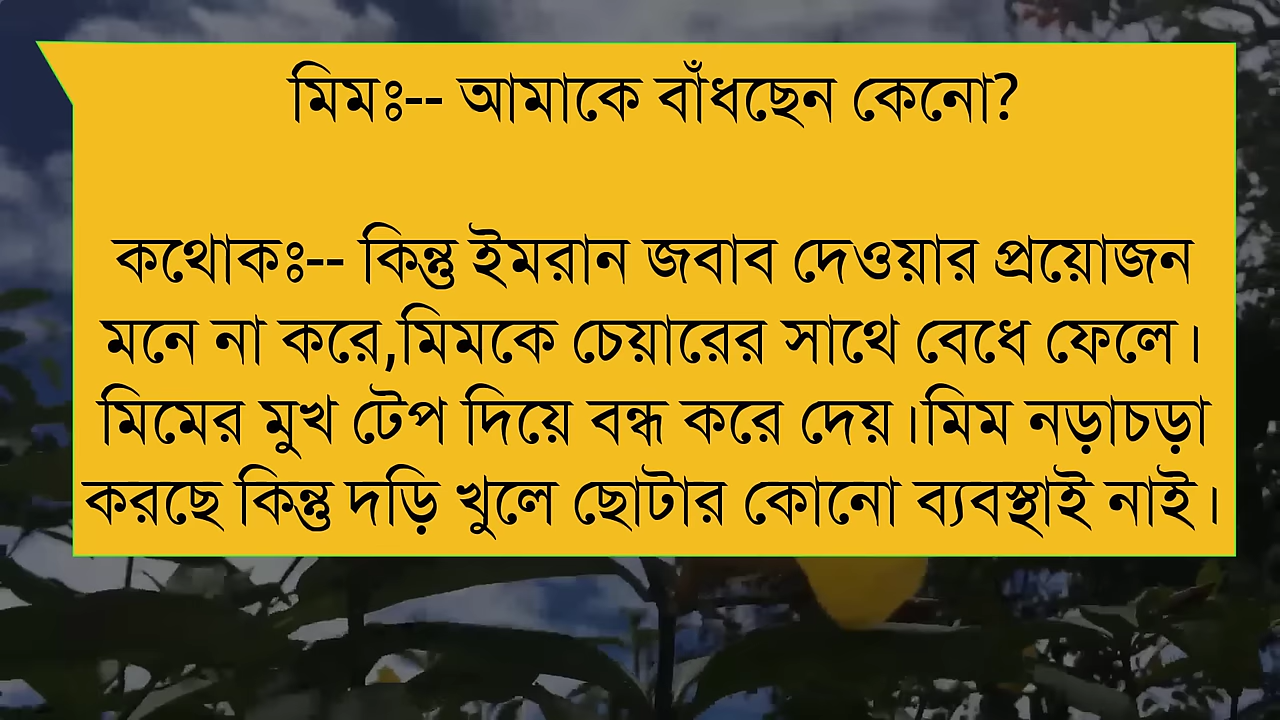 মিমঃ-- আমাকে বাঁধছেন কেনো?
কথোকঃ-- কিন্তু ইমরান জবাব দেওয়ার প্রয়োজন
মনে না করে,মিমকে চেয়ারের সাথে বেধে ফেলে।
মিমের মুখ টেপ দিয়ে বন্ধ করে দেয়।মিম নড়াচড়া
করছে কিন্তু দড়ি খুলে ছোটার কোনো ব্যবস্থাই নাই।